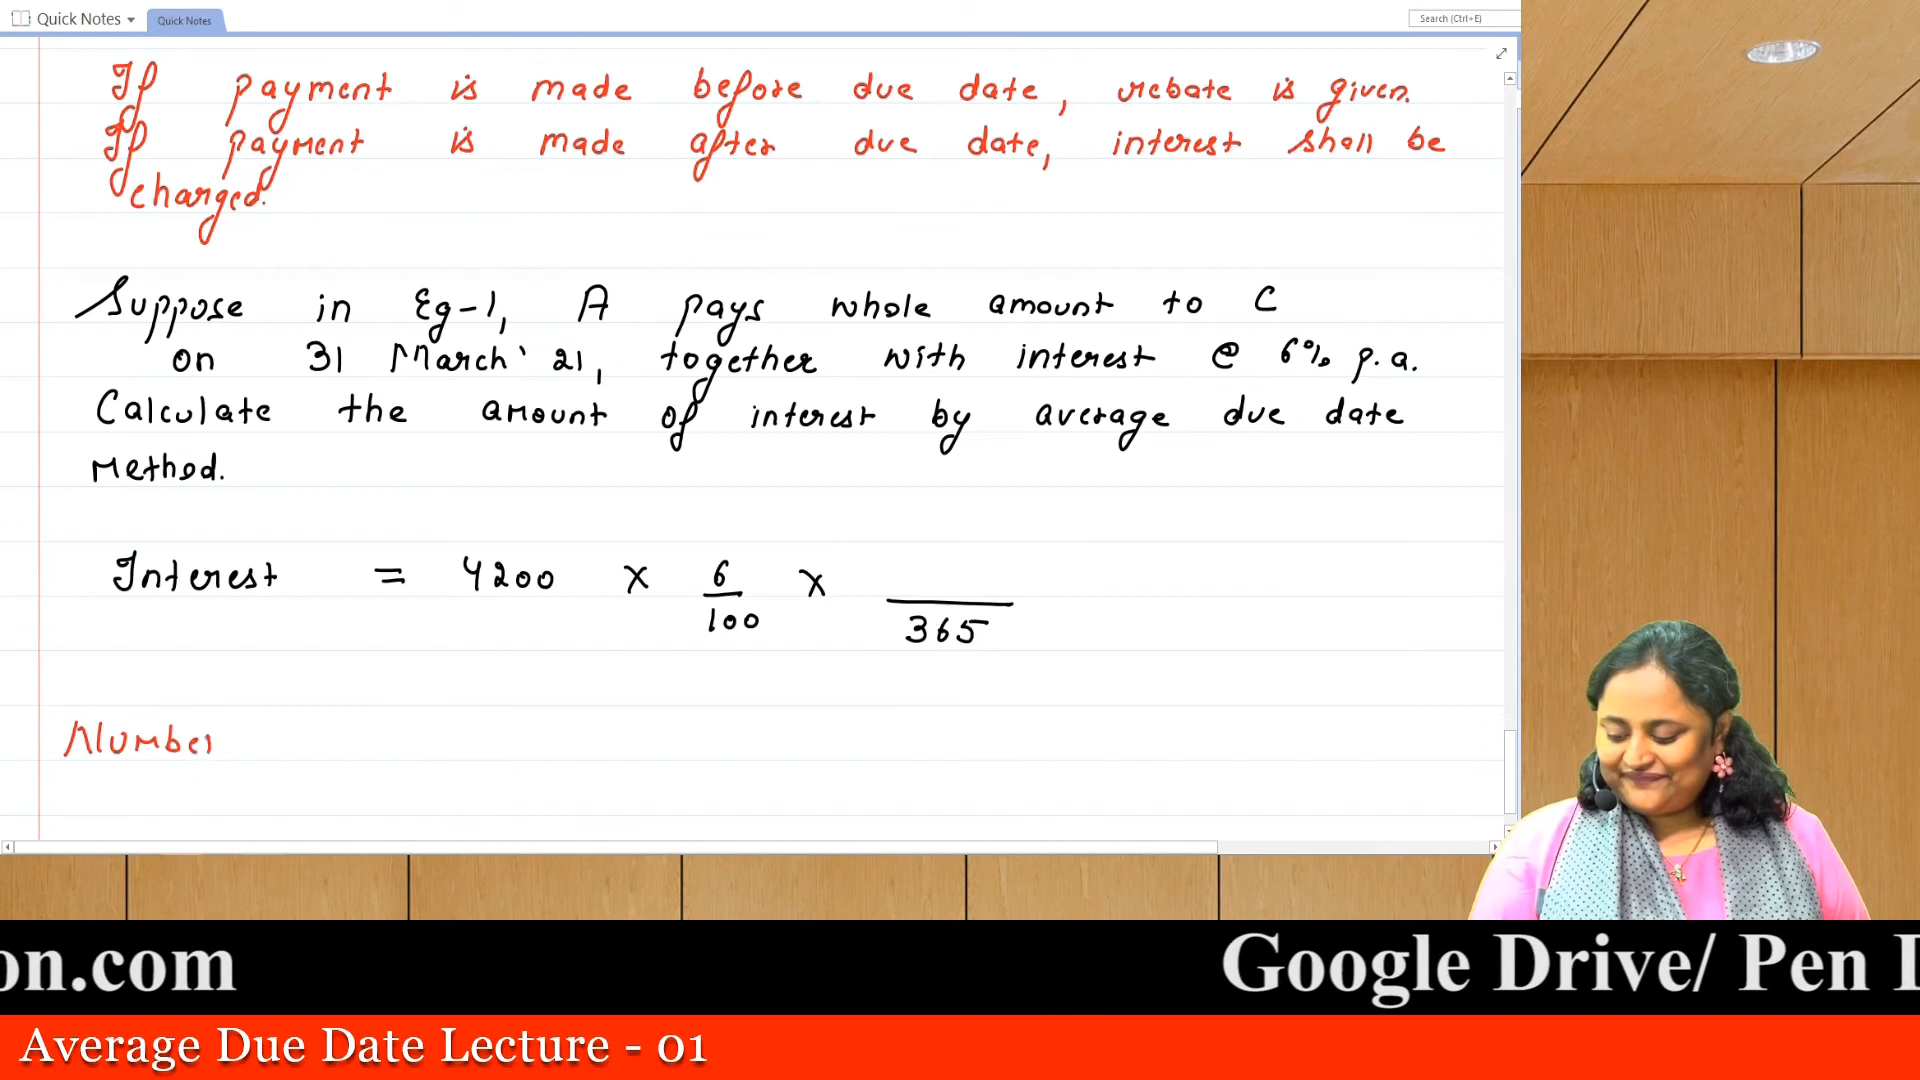 Quick Notes
Quick Notes
Search (Ctrl+E)
If payment is made before due date, rebate is given.
If payment is made after due date, interest shall be
charged.
Suppose in Eg-1, A pays whole amount to C
on 31 March' 21, together with interest @ 6% p.a.
Calculate the amount of interest by average due date
method.
Interest = 4200 x 6/100 x /365
Number
on.com
Google Drive/ Pen D
Average Due Date Lecture - 01